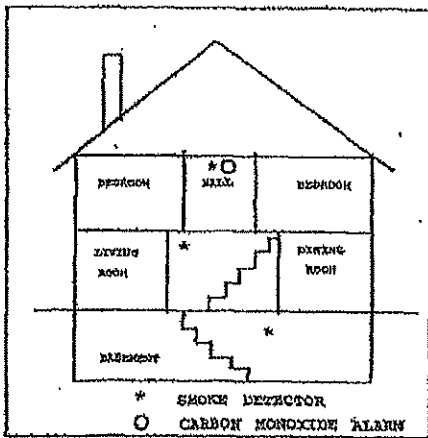 BEDROOM HALL BEDROOM
LIVING DINING
ROOM ROOM
BASEMENT
* SMOKE DETECTOR
O CARBON MONOXIDE ALARM